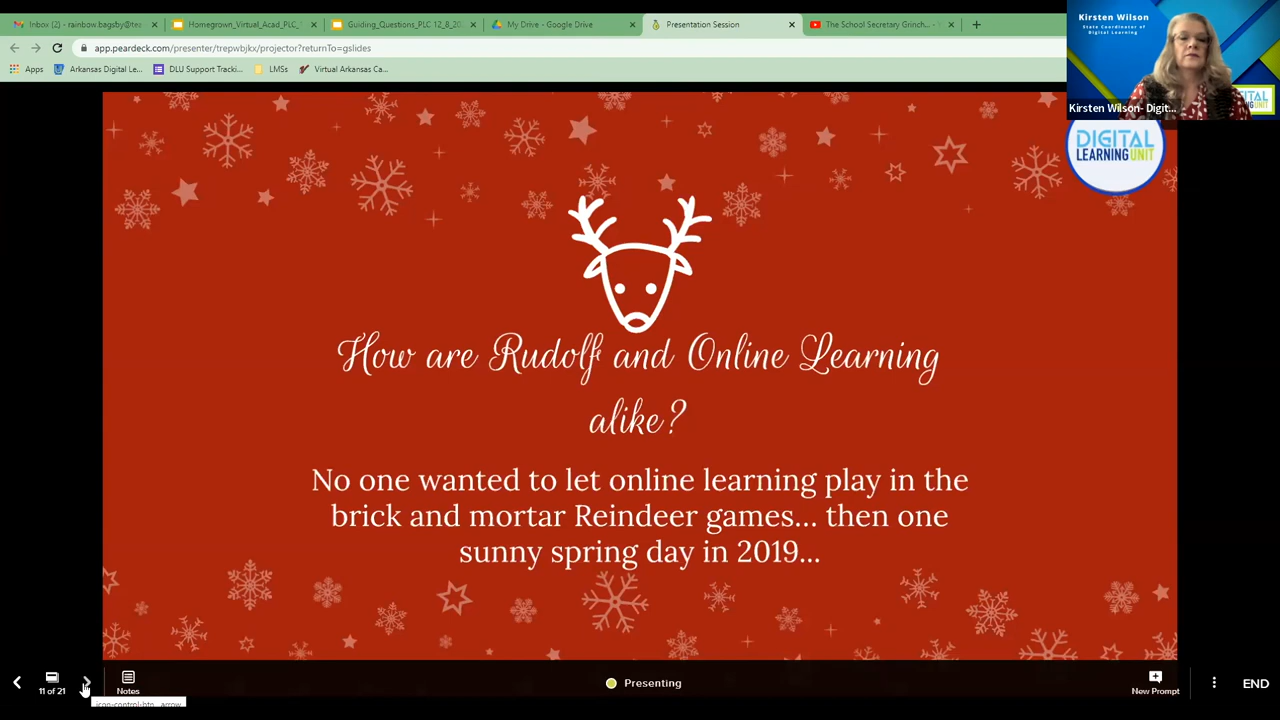 Inbox (2) - rainbow.bagsby@te
Homegrown_Virtual_Acad_PLC_
Guiding_Questions_PLC 12_8_20
My Drive - Google Drive
Presentation Session
The School Secretary Grinch... -
app.peardeck.com/presenter/trepwbjkx/projector?returnTo=gslides
Apps
Arkansas Digital Le...
DLU Support Tracki...
LMSs
Virtual Arkansas Ca...
Kirsten Wilson
State Coordinator of
Digital Learning
Kirsten Wilson- Digit...
DIGITAL
LEARNING UNIT
How are Rudolf and Online Learning
alike?
No one wanted to let online learning play in the
brick and mortar Reindeer games... then one
sunny spring day in 2019...
11 of 21
Notes
Presenting
New Prompt
END